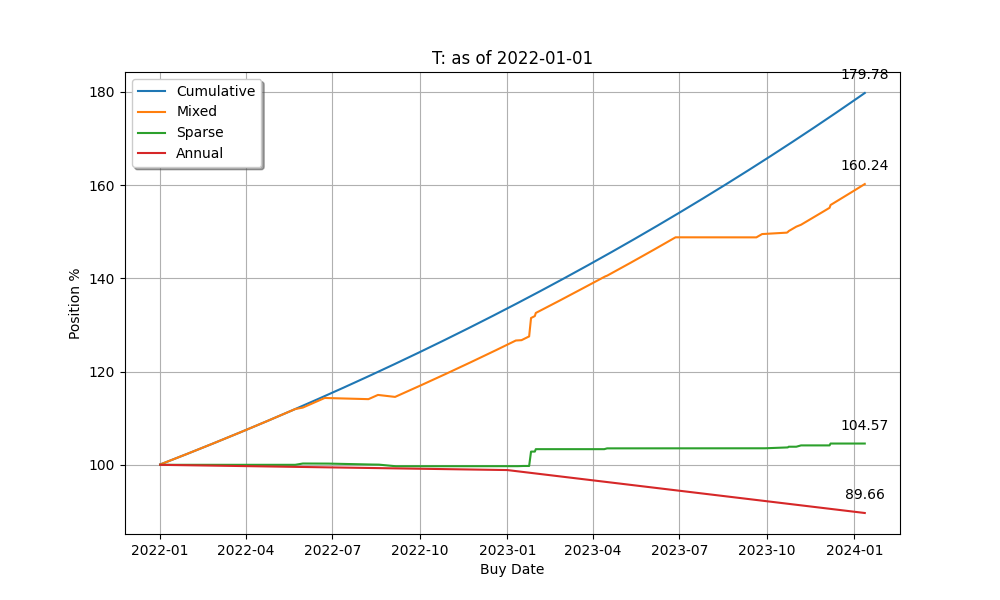 T: as of 2022-01-01
Cumulative
Mixed
Sparse
Annual
179.78
160.24
104.57
89.66
Position %
180
160
140
120
100
2022-01 2022-04 2022-07 2022-10 2023-01 2023-04 2023-07 2023-10 2024-01
Buy Date